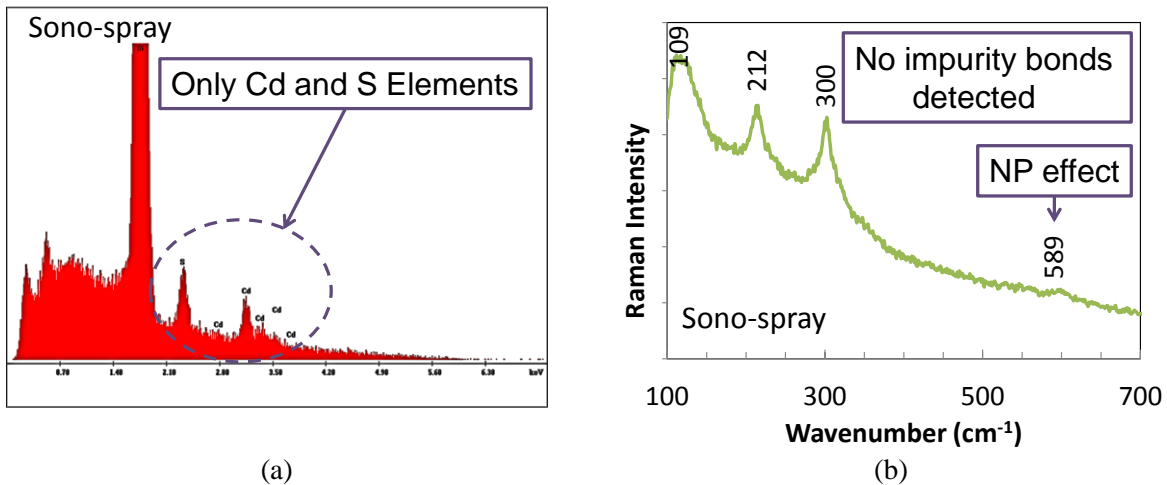 Sono-spray
Only Cd and S Elements
S
Cd
Cd
Cd
Cd
Cd
0.70 1.40 2.10 2.80 3.50 4.20 4.90 5.60 6.30 keV
(a)
109
212
300
No impurity bonds
detected
NP effect
589
Raman Intensity
Sono-spray
100 300 500 700
Wavenumber (cm⁻¹)
(b)